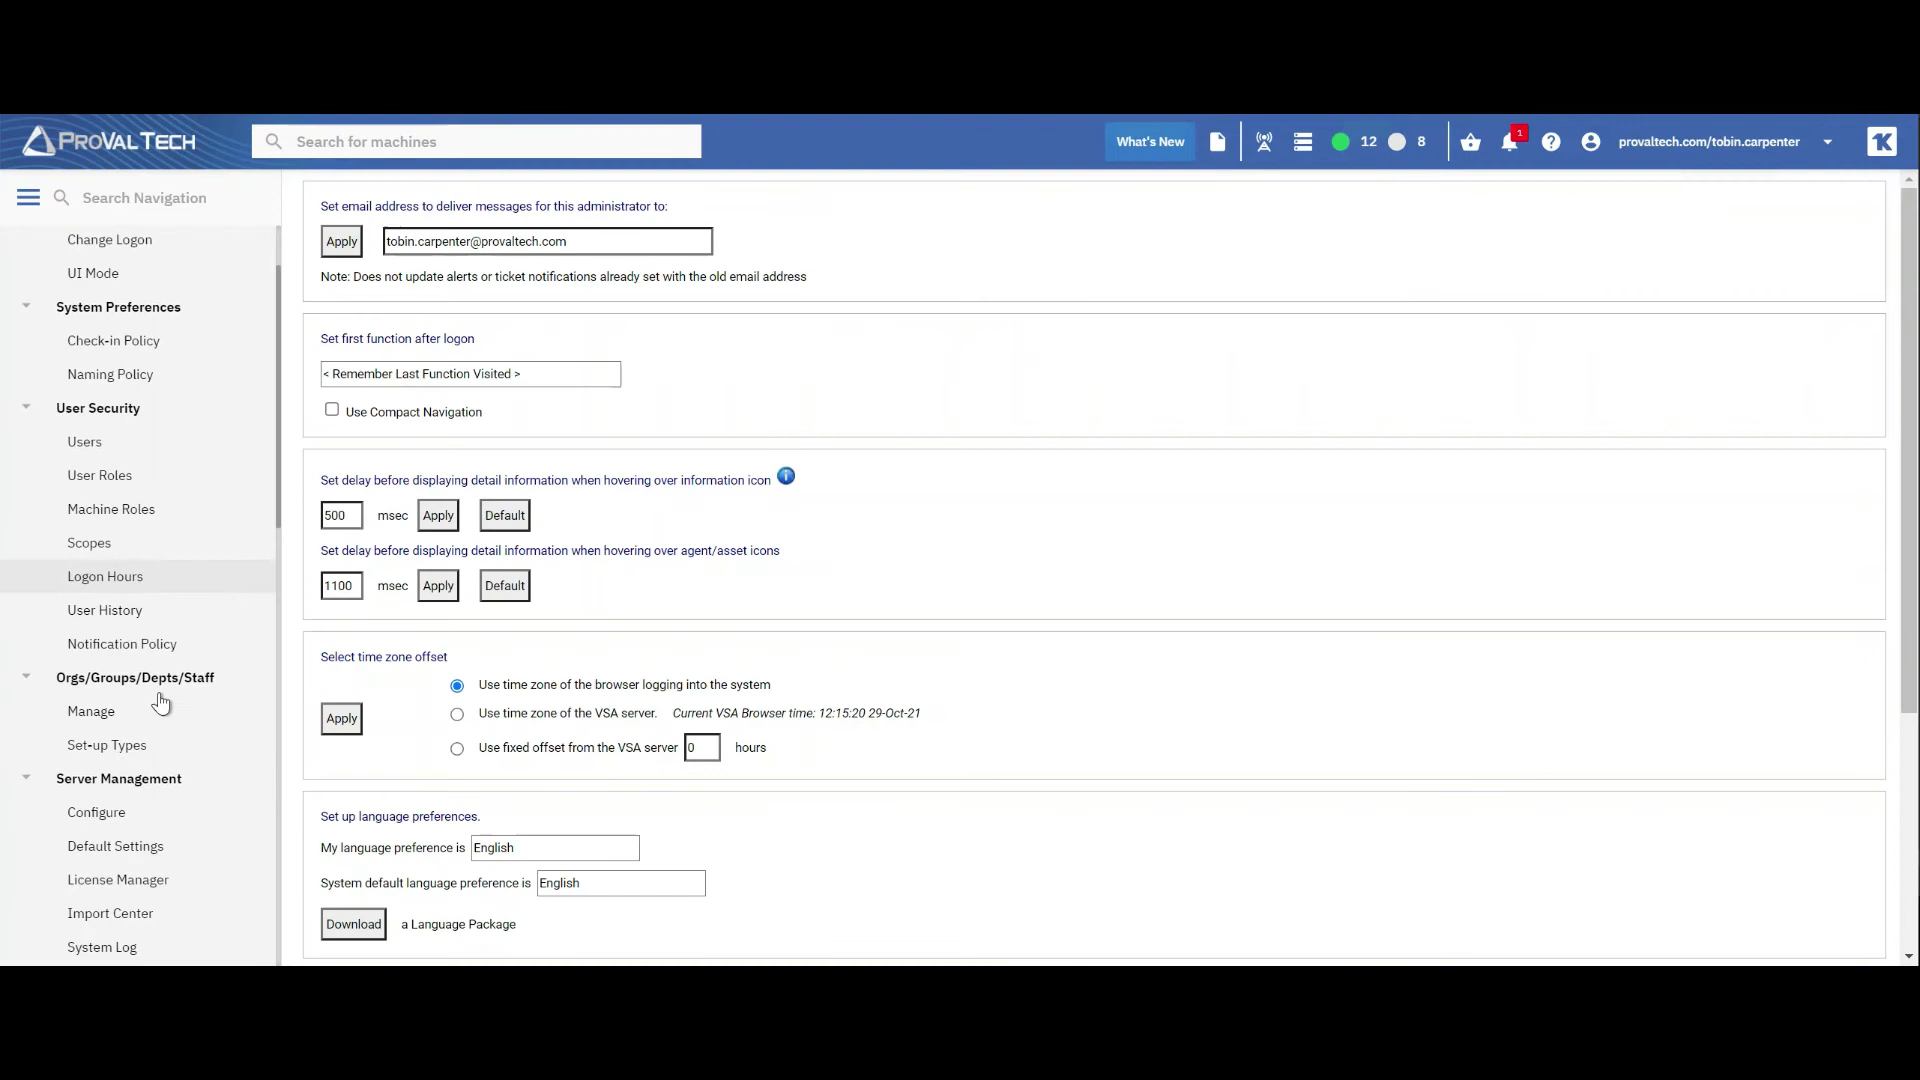 PROVAL TECH
Search for machines
What's New
12
8
1
provaltech.com/tobin.carpenter
Search Navigation
Change Logon
UI Mode
System Preferences
Check-in Policy
Naming Policy
User Security
Users
User Roles
Machine Roles
Scopes
Logon Hours
User History
Notification Policy
Orgs/Groups/Depts/Staff
Manage
Set-up Types
Server Management
Configure
Default Settings
License Manager
Import Center
System Log
Set email address to deliver messages for this administrator to:
Apply tobin.carpenter@provaltech.com
Note: Does not update alerts or ticket notifications already set with the old email address
Set first function after logon
< Remember Last Function Visited >
Use Compact Navigation
Set delay before displaying detail information when hovering over information icon
500 msec Apply Default
Set delay before displaying detail information when hovering over agent/asset icons
1100 msec Apply Default
Select time zone offset
Use time zone of the browser logging into the system
Use time zone of the VSA server. Current VSA Browser time: 12:15:20 29-Oct-21
Apply
Use fixed offset from the VSA server 0 hours
Set up language preferences.
My language preference is English
System default language preference is English
Download a Language Package